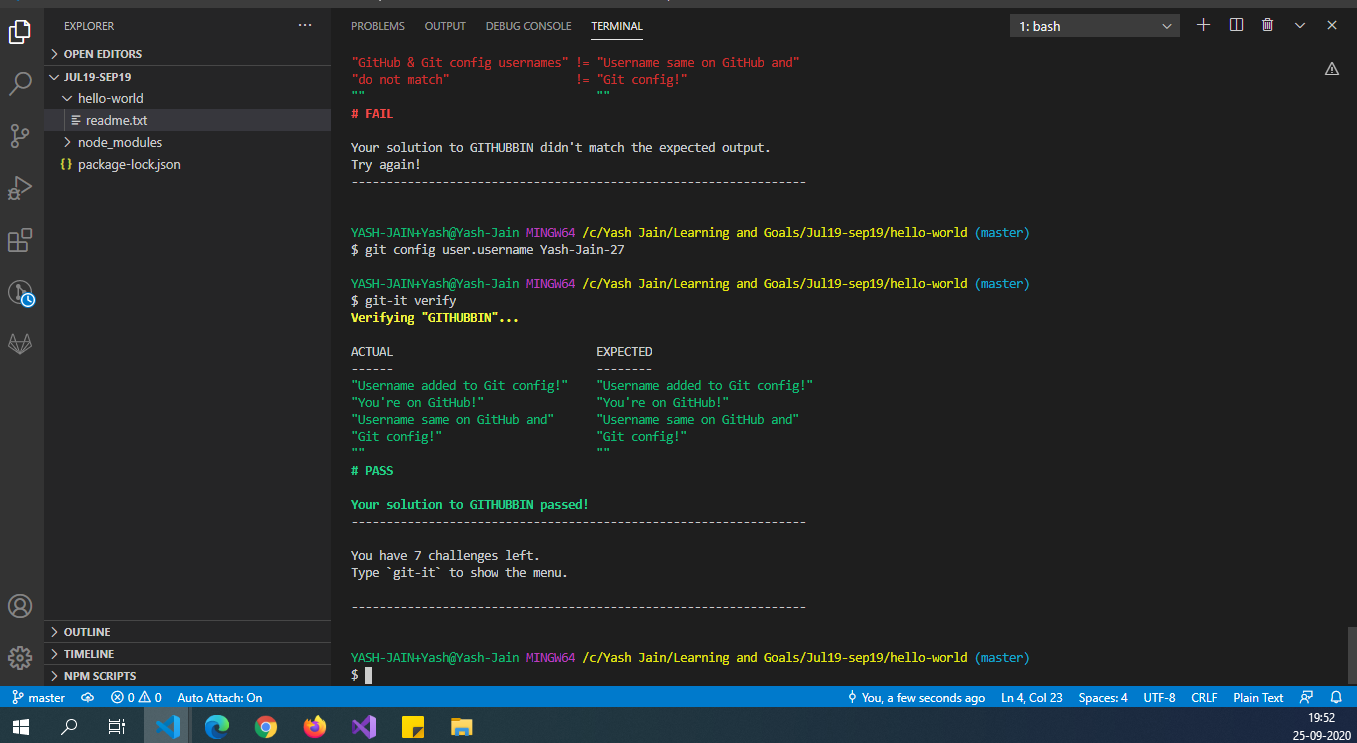 EXPLORER
OPEN EDITORS
JUL19-SEP19
hello-world
readme.txt
node_modules
{} package-lock.json
OUTLINE
TIMELINE
NPM SCRIPTS
PROBLEMS OUTPUT DEBUG CONSOLE TERMINAL 1: bash
"GitHub & Git config usernames" != "Username same on GitHub and"
"do not match" != "Git config!"
"" ""
# FAIL
Your solution to GITHUBBIN didn't match the expected output.
Try again!
-----------------------------------------------------------------
YASH-JAIN+Yash@Yash-Jain MINGW64 /c/Yash Jain/Learning and Goals/Jul19-sep19/hello-world (master)
$ git config user.username Yash-Jain-27
YASH-JAIN+Yash@Yash-Jain MINGW64 /c/Yash Jain/Learning and Goals/Jul19-sep19/hello-world (master)
$ git-it verify
Verifying "GITHUBBIN"...
ACTUAL EXPECTED
------ --------
"Username added to Git config!" "Username added to Git config!"
"You're on GitHub!" "You're on GitHub!"
"Username same on GitHub and" "Username same on GitHub and"
"Git config!" "Git config!"
"" ""
# PASS
Your solution to GITHUBBIN passed!
-----------------------------------------------------------------
You have 7 challenges left.
Type `git-it` to show the menu.
-----------------------------------------------------------------
YASH-JAIN+Yash@Yash-Jain MINGW64 /c/Yash Jain/Learning and Goals/Jul19-sep19/hello-world (master)
$
master 0 0 Auto Attach: On You, a few seconds ago Ln 4, Col 23 Spaces: 4 UTF-8 CRLF Plain Text
19:52
25-09-2020